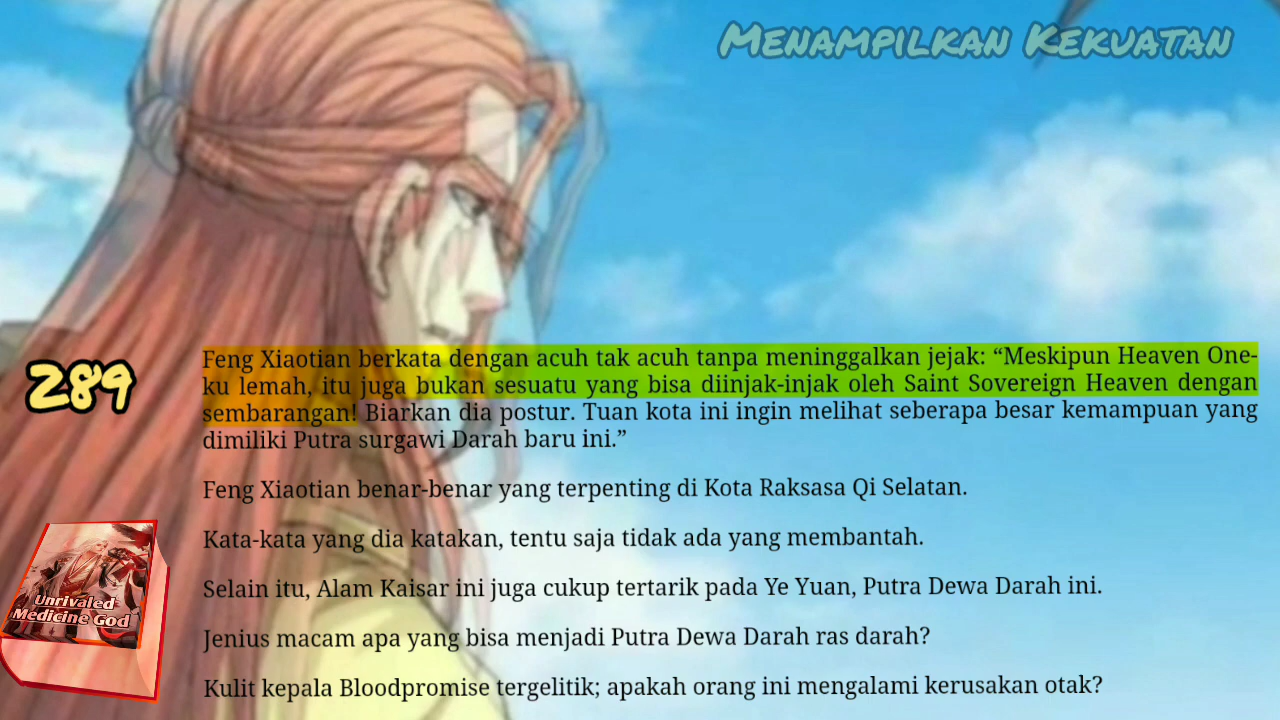 Menampilkan Kekuatan
289
Feng Xiaotian berkata dengan acuh tak acuh tanpa meninggalkan jejak: “Meskipun Heaven One-
ku lemah, itu juga bukan sesuatu yang bisa diinjak-injak oleh Saint Sovereign Heaven dengan
sembarangan! Biarkan dia postur. Tuan kota ini ingin melihat seberapa besar kemampuan yang
dimiliki Putra surgawi Darah baru ini.”
Feng Xiaotian benar-benar yang terpenting di Kota Raksasa Qi Selatan.
Kata-kata yang dia katakan, tentu saja tidak ada yang membantah.
Selain itu, Alam Kaisar ini juga cukup tertarik pada Ye Yuan, Putra Dewa Darah ini.
Jenius macam apa yang bisa menjadi Putra Dewa Darah ras darah?
Kulit kepala Bloodpromise tergelitik; apakah orang ini mengalami kerusakan otak?
Unrivaled
Medicine God